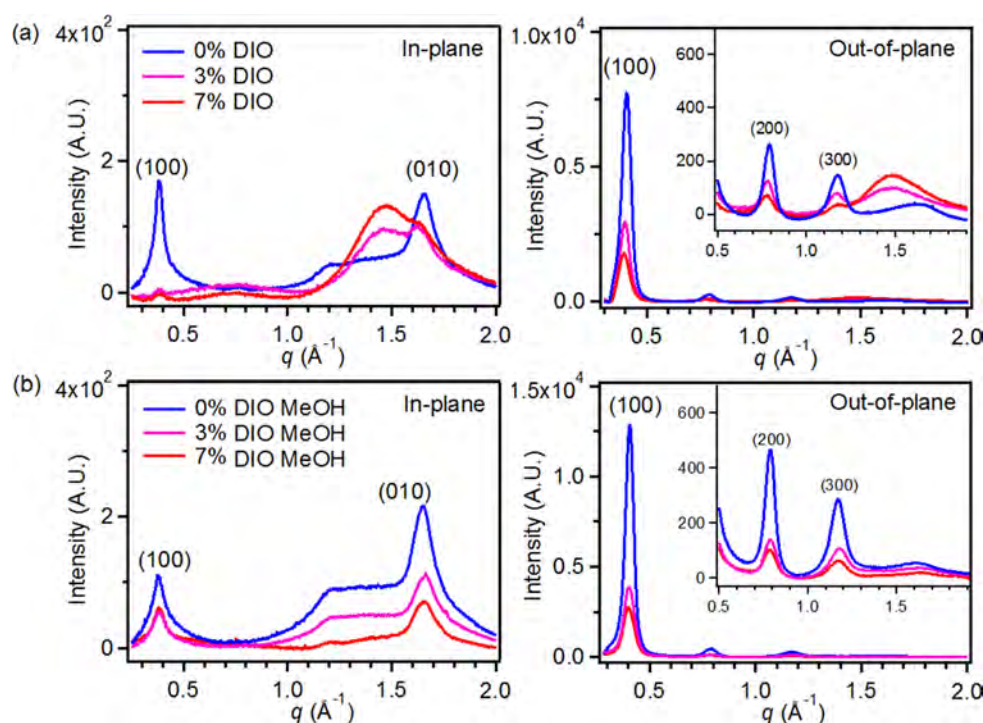 (a)
4x10²
In-plane
0% DIO
3% DIO
7% DIO
(100)
(010)
2
0
Intensity (A.U.)
0.5
1.0
1.5
2.0
q (Å⁻¹)
1.0x10⁴
Out-of-plane
(100)
0.5
0.0
Intensity (A.U.)
600
400
200
0
(200)
(300)
0.5
1.0
1.5
0.5
1.0
1.5
2.0
q (Å⁻¹)
(b)
4x10²
In-plane
0% DIO MeOH
3% DIO MeOH
7% DIO MeOH
(100)
(010)
2
0
Intensity (A.U.)
0.5
1.0
1.5
2.0
q (Å⁻¹)
1.5x10⁴
Out-of-plane
(100)
1.0
0.5
0.0
Intensity (A.U.)
600
400
200
0
(200)
(300)
0.5
1.0
1.5
0.5
1.0
1.5
2.0
q (Å⁻¹)